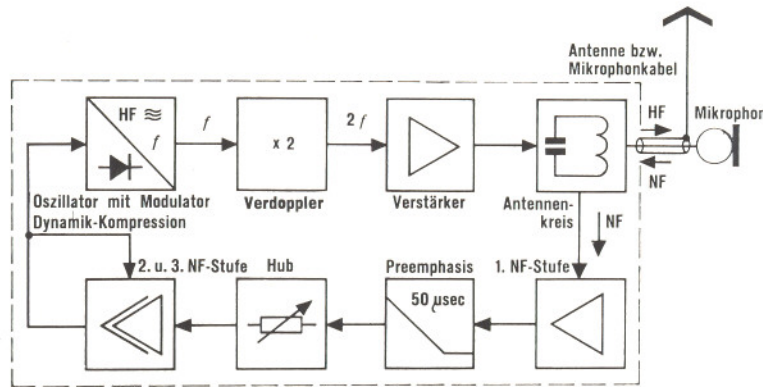 Antenne bzw.
Mikrophonkabel
HF ≋
f
f
x 2
2 f
HF
Mikrophon
NF
Oszillator mit Modulator
Dynamik-Kompression
Verdoppler
Verstärker
Antennen-
kreis
NF
2. u. 3. NF-Stufe
Hub
Preemphasis
1. NF-Stufe
50 µsec